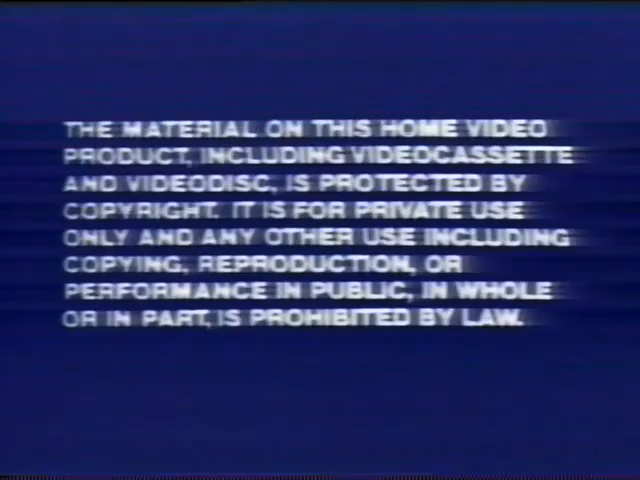 THE MATERIAL ON THIS HOME VIDEO
PRODUCT, INCLUDING VIDEOCASSETTE
AND VIDEODISC, IS PROTECTED BY
COPYRIGHT. IT IS FOR PRIVATE USE
ONLY AND ANY OTHER USE INCLUDING
COPYING, REPRODUCTION, OR
PERFORMANCE IN PUBLIC, IN WHOLE
OR IN PART, IS PROHIBITED BY LAW.